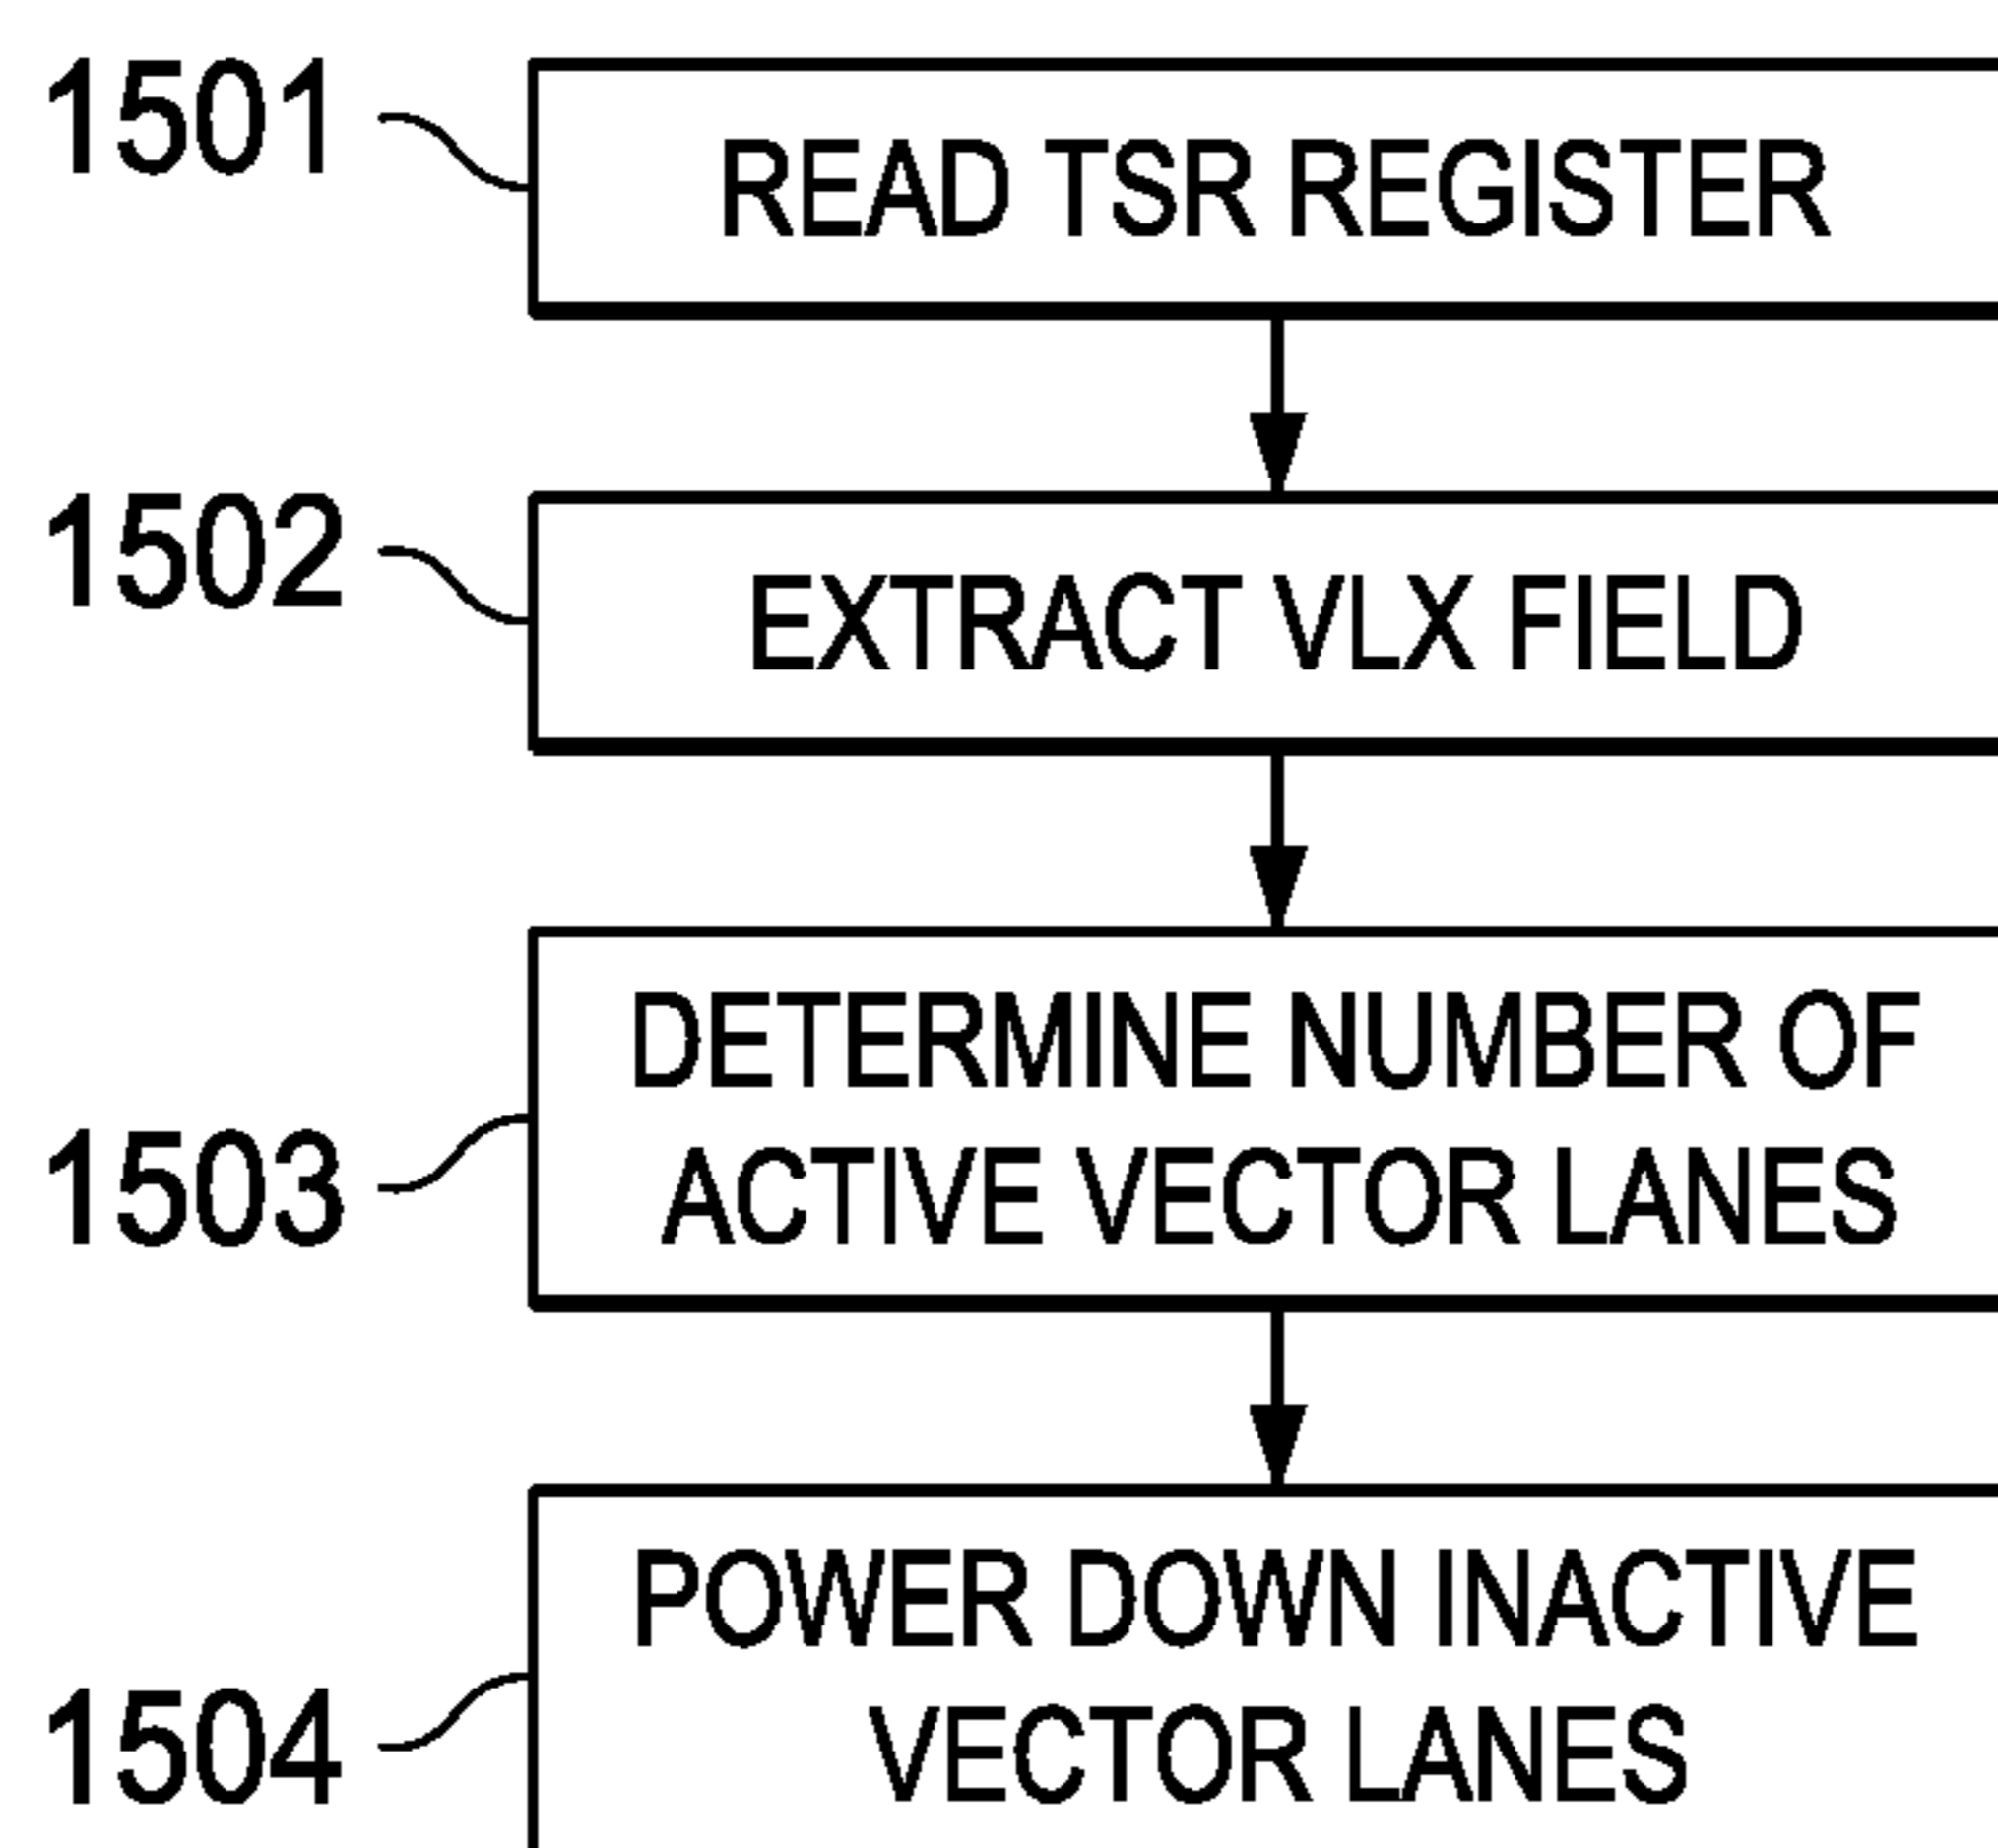 1501
READ TSR REGISTER
1502
EXTRACT VLX FIELD
DETERMINE NUMBER OF
1503
ACTIVE VECTOR LANES
POWER DOWN INACTIVE
1504
VECTOR LANES